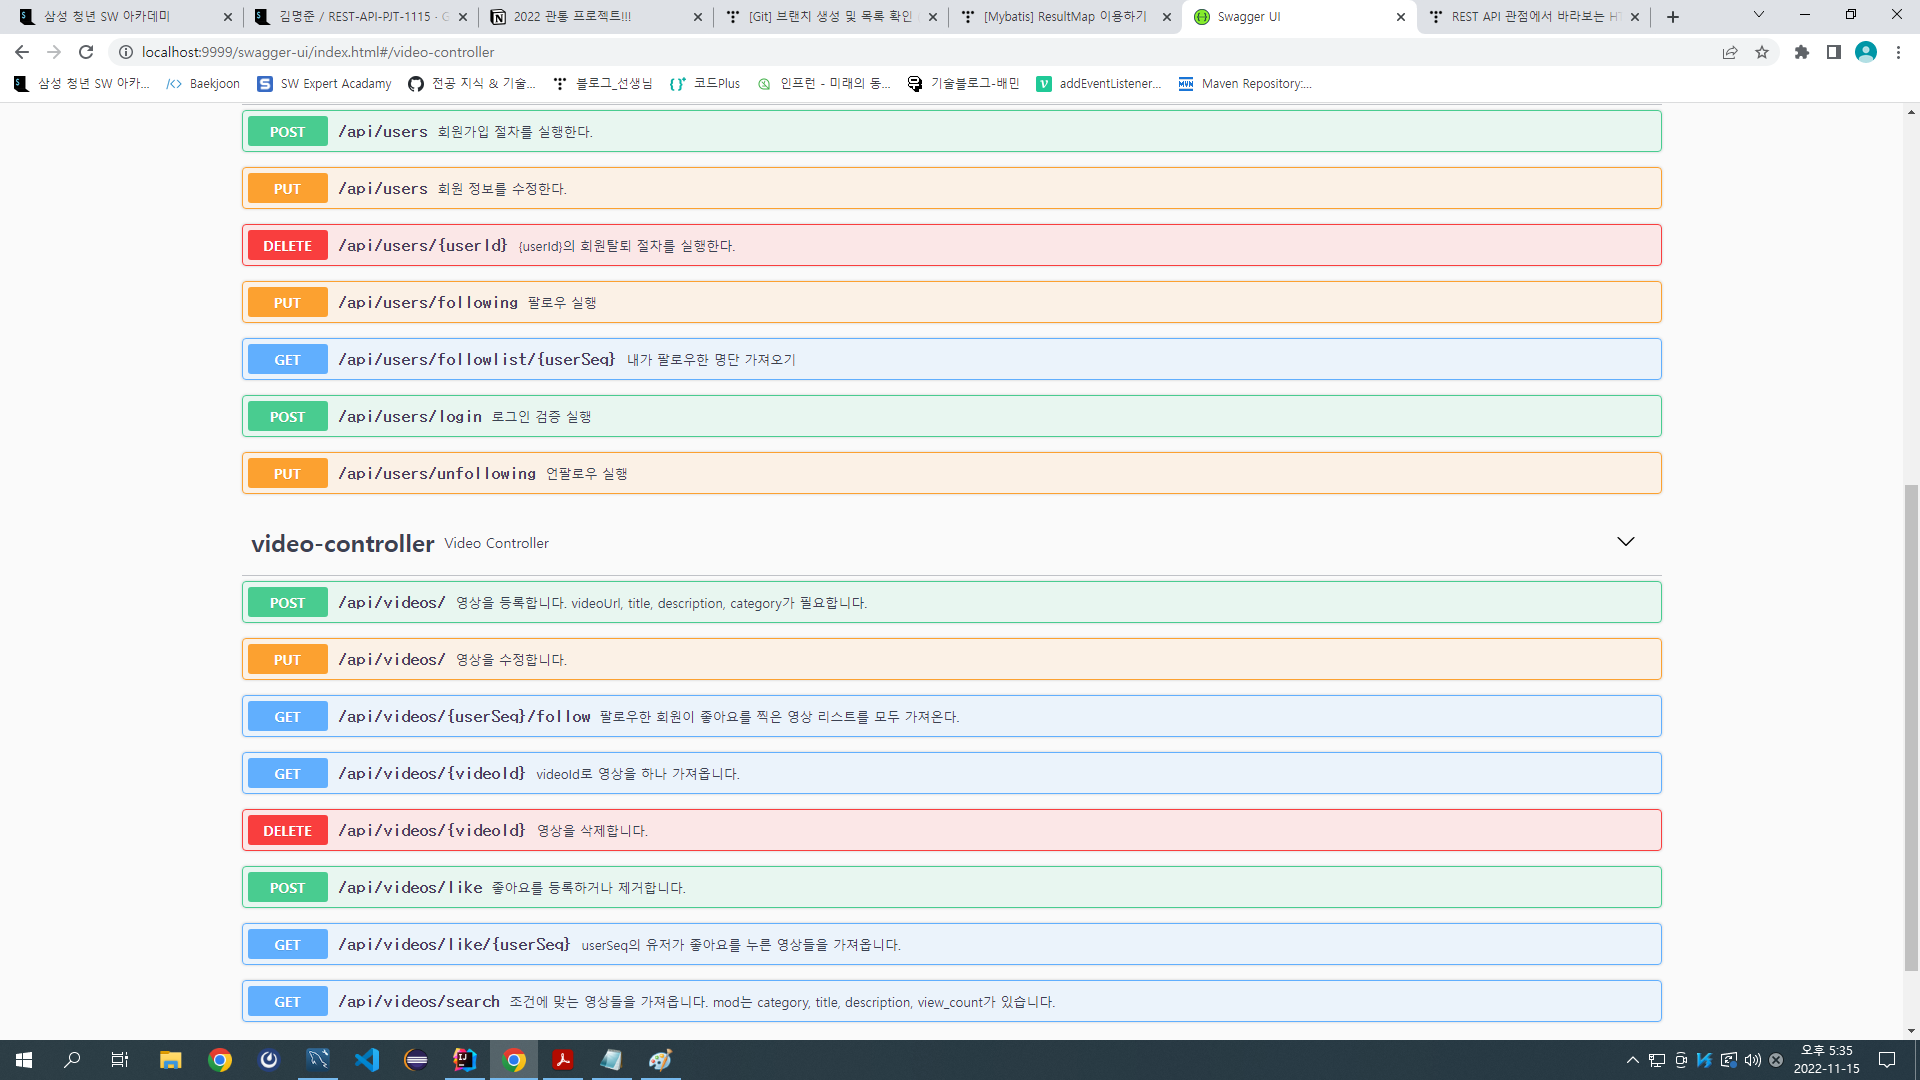 삼성 청년 SW 아카데미
김명준 / REST-API-PJT-1115 · G
2022 관통 프로젝트!!!
[Git] 브랜치 생성 및 목록 확인
[Mybatis] ResultMap 이용하기
Swagger UI
REST API 관점에서 바라보는 HT
localhost:9999/swagger-ui/index.html#/video-controller
삼성 청년 SW 아카...
Baekjoon
SW Expert Acadamy
전공 지식 & 기술...
블로그_선생님
코드Plus
인프런 - 미래의 동...
기술블로그-배민
addEventListener...
Maven Repository:...
POST /api/users 회원가입 절차를 실행한다.
PUT /api/users 회원 정보를 수정한다.
DELETE /api/users/{userId} {userId}의 회원탈퇴 절차를 실행한다.
PUT /api/users/following 팔로우 실행
GET /api/users/followlist/{userSeq} 내가 팔로우한 명단 가져오기
POST /api/users/login 로그인 검증 실행
PUT /api/users/unfollowing 언팔로우 실행
video-controller Video Controller
POST /api/videos/ 영상을 등록합니다. videoUrl, title, description, category가 필요합니다.
PUT /api/videos/ 영상을 수정합니다.
GET /api/videos/{userSeq}/follow 팔로우한 회원이 좋아요를 찍은 영상 리스트를 모두 가져온다.
GET /api/videos/{videoId} videoId로 영상을 하나 가져옵니다.
DELETE /api/videos/{videoId} 영상을 삭제합니다.
POST /api/videos/like 좋아요를 등록하거나 제거합니다.
GET /api/videos/like/{userSeq} userSeq의 유저가 좋아요를 누른 영상들을 가져옵니다.
GET /api/videos/search 조건에 맞는 영상들을 가져옵니다. mod는 category, title, description, view_count가 있습니다.
오후 5:35
2022-11-15